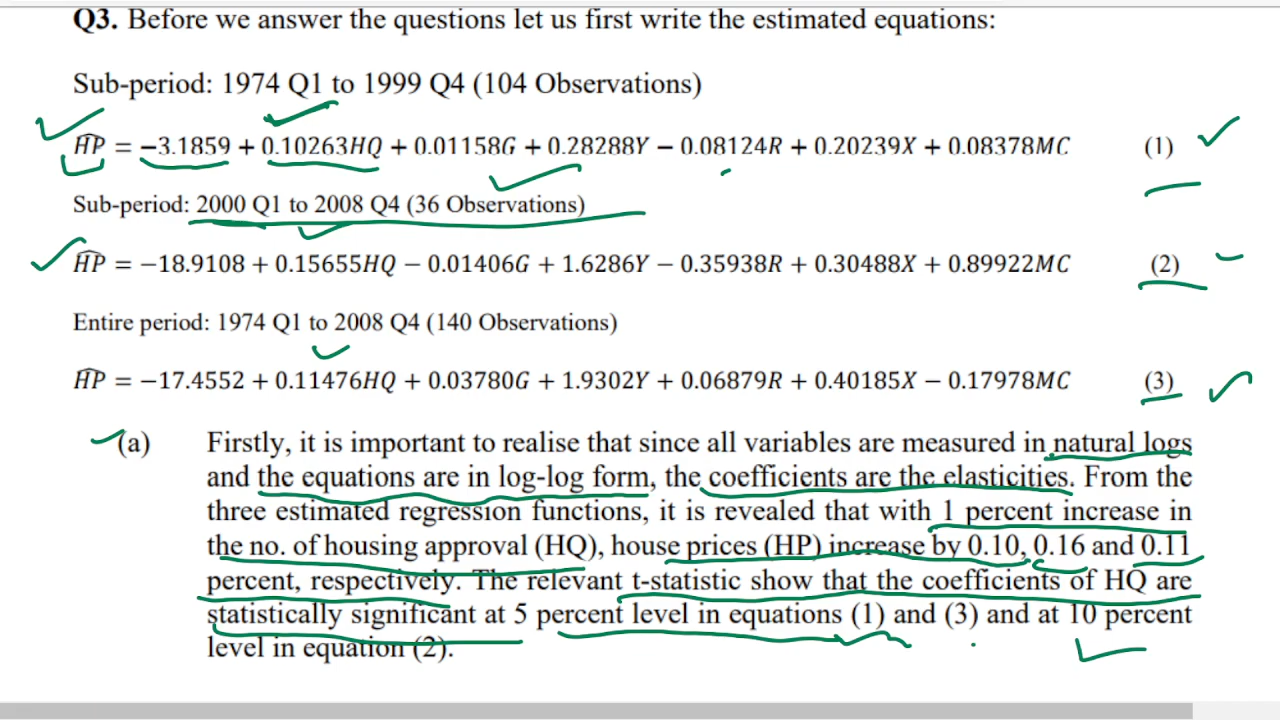 Q3. Before we answer the questions let us first write the estimated equations:
Sub-period: 1974 Q1 to 1999 Q4 (104 Observations)
ĤP = −3.1859 + 0.10263HQ + 0.01158G + 0.28288Y − 0.08124R + 0.20239X + 0.08378MC (1)
Sub-period: 2000 Q1 to 2008 Q4 (36 Observations)
ĤP = −18.9108 + 0.15655HQ − 0.01406G + 1.6286Y − 0.35938R + 0.30488X + 0.89922MC (2)
Entire period: 1974 Q1 to 2008 Q4 (140 Observations)
ĤP = −17.4552 + 0.11476HQ + 0.03780G + 1.9302Y + 0.06879R + 0.40185X − 0.17978MC (3)
(a) Firstly, it is important to realise that since all variables are measured in natural logs
and the equations are in log-log form, the coefficients are the elasticities. From the
three estimated regression functions, it is revealed that with 1 percent increase in
the no. of housing approval (HQ), house prices (HP) increase by 0.10, 0.16 and 0.11
percent, respectively. The relevant t-statistic show that the coefficients of HQ are
statistically significant at 5 percent level in equations (1) and (3) and at 10 percent
level in equation (2).